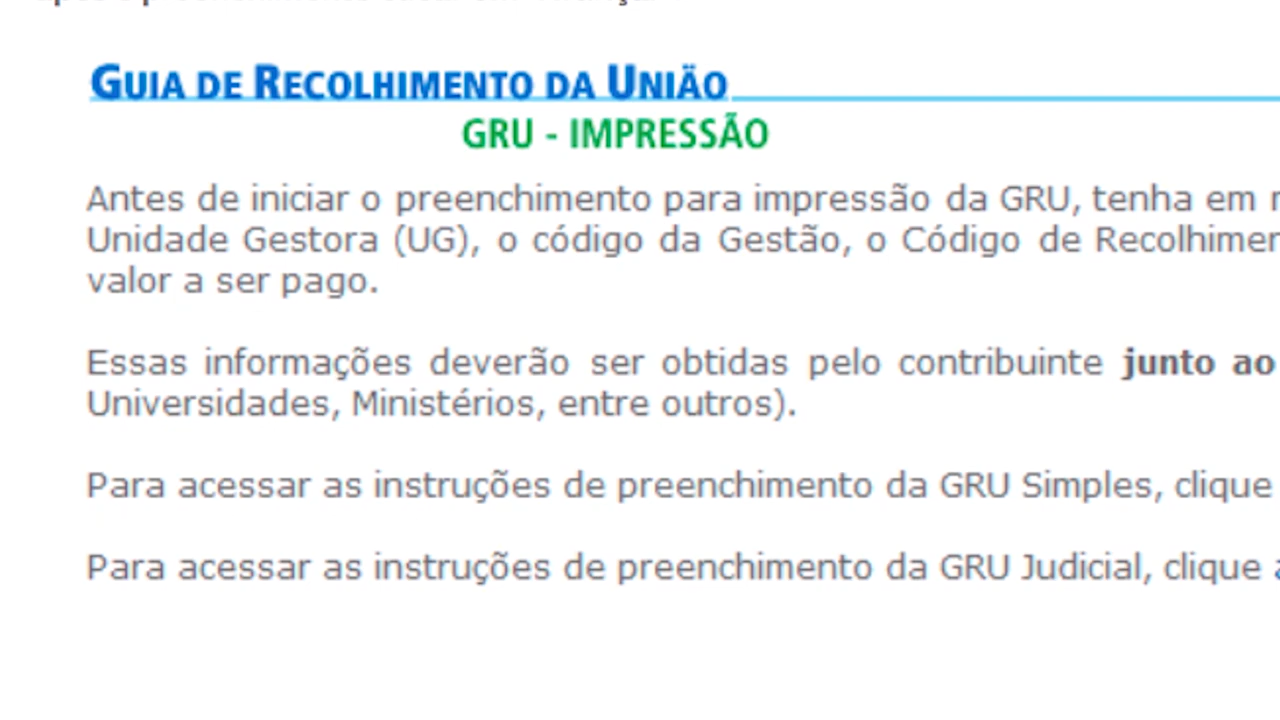 GUIA DE RECOLHIMENTO DA UNIÃO
GRU - IMPRESSÃO
Antes de iniciar o preenchimento para impressão da GRU, tenha em
Unidade Gestora (UG), o código da Gestão, o Código de
valor a ser pago.
Essas informações deverão ser obtidas pelo contribuinte junto ao
Universidades, Ministérios, entre outros).
Para acessar as instruções de preenchimento da GRU Simples, clique
Para acessar as instruções de preenchimento da GRU Judicial, clique